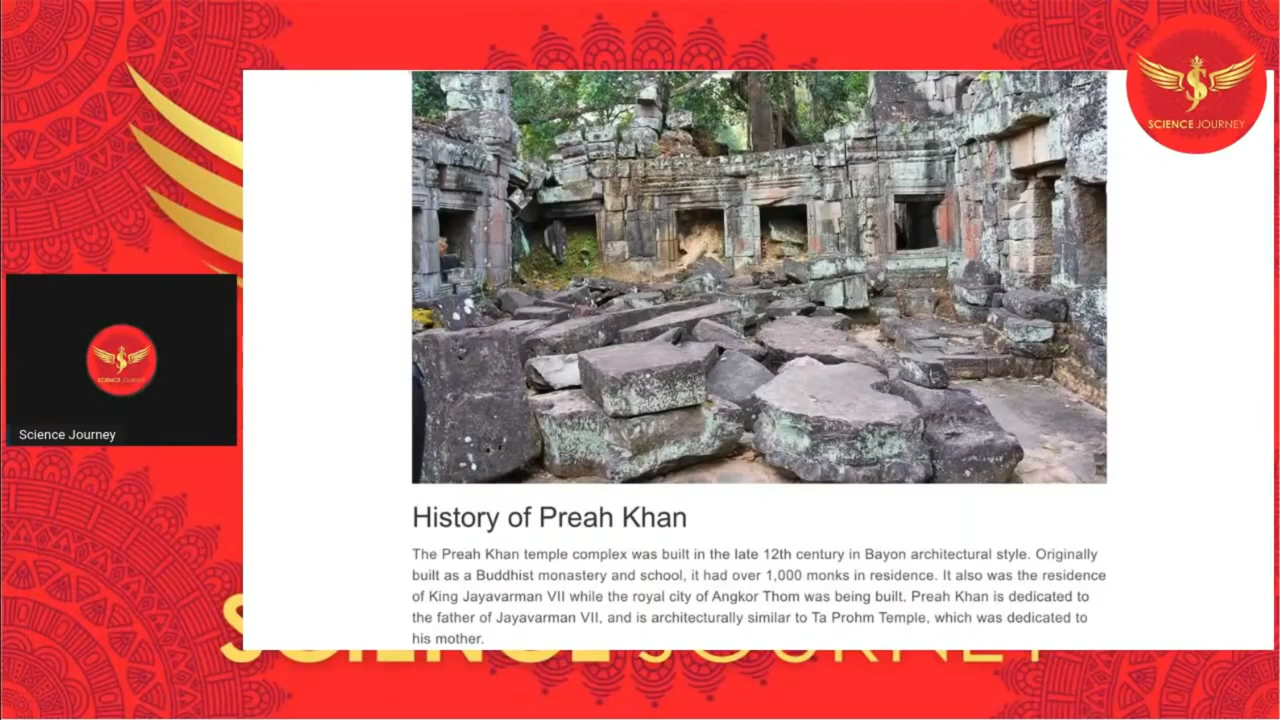 SCIENCE JOURNEY
SCIENCE JOURNEY
Science Journey
History of Preah Khan
The Preah Khan temple complex was built in the late 12th century in Bayon architectural style. Originally
built as a Buddhist monastery and school, it had over 1,000 monks in residence. It also was the residence
of King Jayavarman VII while the royal city of Angkor Thom was being built. Preah Khan is dedicated to
the father of Jayavarman VII, and is architecturally similar to Ta Prohm Temple, which was dedicated to
his mother.
SCIENCE JOURNEY